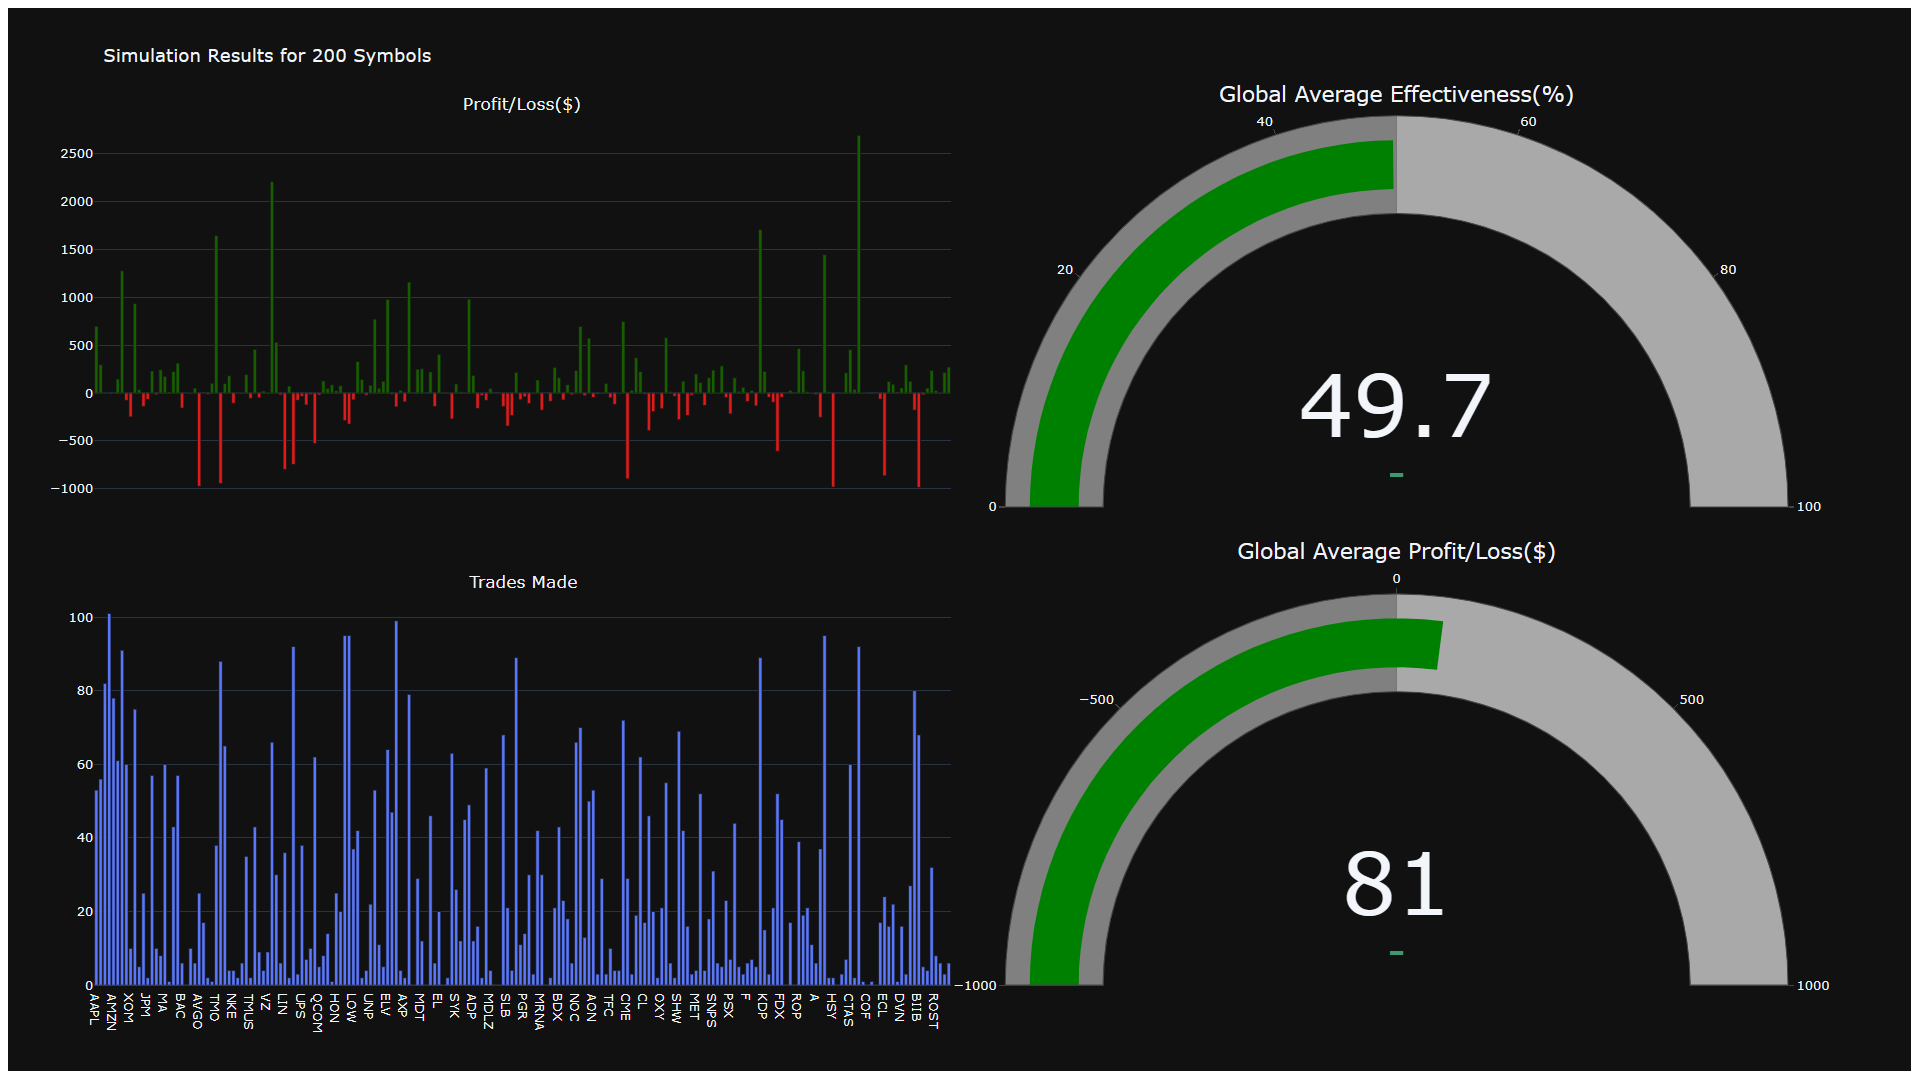 Simulation Results for 200 Symbols
Profit/Loss($)
2500
2000
1500
1000
500
0
−500
−1000
Trades Made
100
80
60
40
20
0
AAPL
AMZN
XOM
JPM
MA
BAC
AVGO
TMO
NKE
TMUS
VZ
LIN
UPS
QCOM
HON
LOW
UNP
ELV
AXP
MDT
EL
SYK
ADP
MDLZ
SLB
PGR
MRNA
BDX
NOC
AON
TFC
CME
CL
OXY
SHW
MET
SNPS
PSX
F
KDP
FDX
ROP
A
HSY
CTAS
COF
ECL
DVN
BIIB
ROST
Global Average Effectiveness(%)
0
20
40
60
80
100
49.7
Global Average Profit/Loss($)
−1000
−500
0
500
1000
81